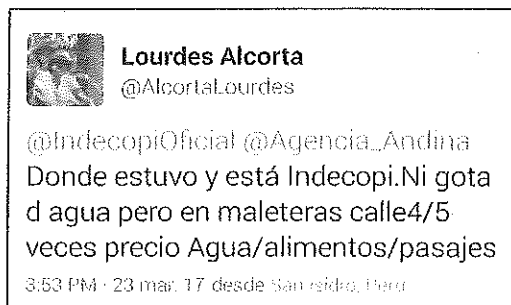 Lourdes Alcorta
@AlcortaLourdes
@IndecopiOficial @Agencia_Andina
Donde estuvo y está Indecopi.Ni gota
d agua pero en maleteras calle4/5
veces precio Agua/alimentos/pasajes
3:53 PM · 23 mar. 17 desde San Isidro, Peru